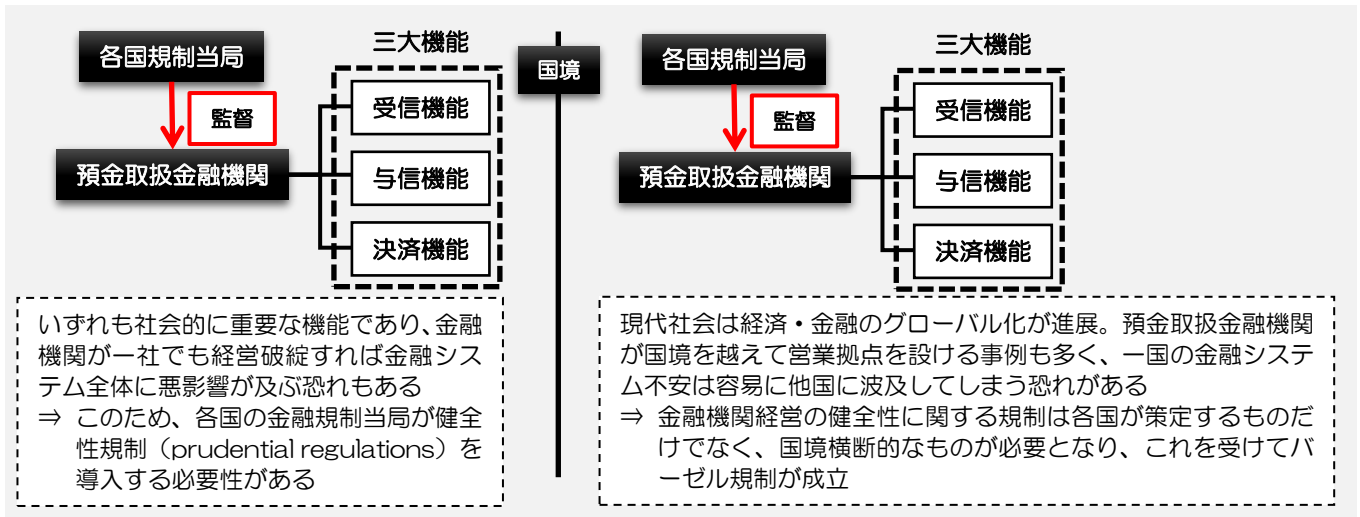 各国規制当局
監督
預金取扱金融機関
三大機能
受信機能
与信機能
決済機能
国境
各国規制当局
監督
預金取扱金融機関
三大機能
受信機能
与信機能
決済機能
いずれも社会的に重要な機能であり、金融
機関が一社でも経営破綻すれば金融シス
テム全体に悪影響が及ぶ恐れもある
⇒ このため、各国の金融規制当局が健全
性規制（prudential regulations）を
導入する必要性がある
現代社会は経済・金融のグローバル化が進展。預金取扱金融機関
が国境を越えて営業拠点を設ける事例も多く、一国の金融システ
ム不安は容易に他国に波及してしまう恐れがある
⇒ 金融機関経営の健全性に関する規制は各国が策定するものだ
けでなく、国境横断的なものが必要となり、これを受けてバ
ーゼル規制が成立